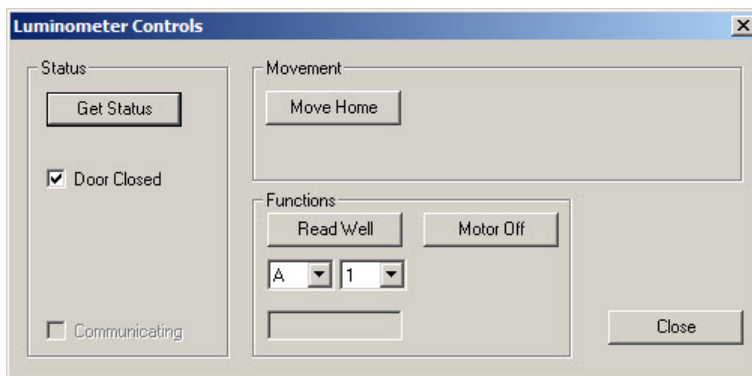 Luminometer Controls
Status
Get Status
Door Closed
Communicating
Movement
Move Home
Functions
Read Well
Motor Off
A
1
Close